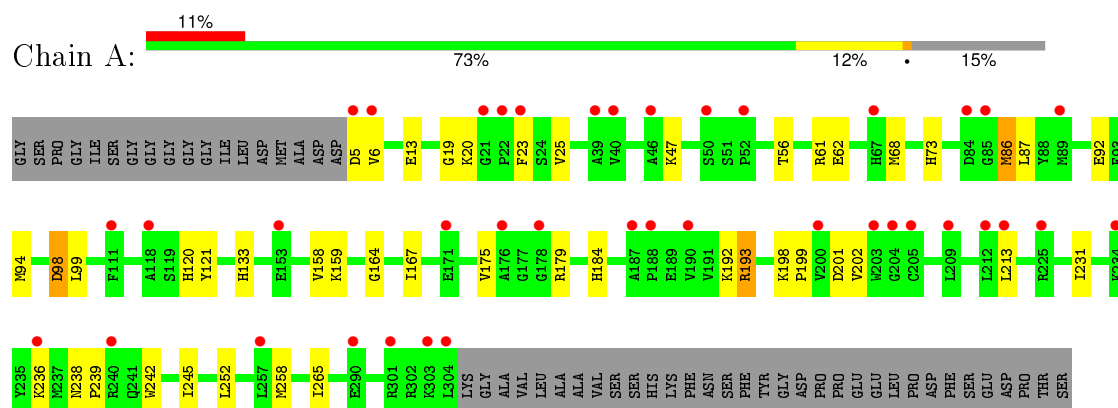 11%
Chain A:
73% 12% • 15%
GLY SER PRO GLY ILE SER GLY GLY GLY GLY GLY ILE LEU ASP MET ALA ASP ASP D5 V6 E13 G19 K20 G21 P22 F23 S24 V25 A39 V40 A46 K47 S50 S51 P52 T56 R61 E62 H67 M68 H73 D84 G85 M86 L87 Y88 M89 E92
M94 D98 L99 F111 A118 S119 H120 Y121 H133 E153 V158 K159 G164 I167 E171 V175 A176 G177 G178 R179 H184 A187 P188 E189 V190 V191 K192 R193 K198 P199 V200 D201 V202 W203 G204 C205 L209 L212 L213 R225 I231 K234
Y235 K236 M237 N238 P239 R240 Q241 W242 I245 L252 L257 M258 I265 E290 R301 R302 K303 L304 LYS GLY ALA VAL LEU ALA ALA VAL SER SER HIS LYS PHE ASN SER PHE TYR GLY ASP PRO PRO GLU GLU LEU PRO ASP PHE SER GLU ASP PRO THR SER